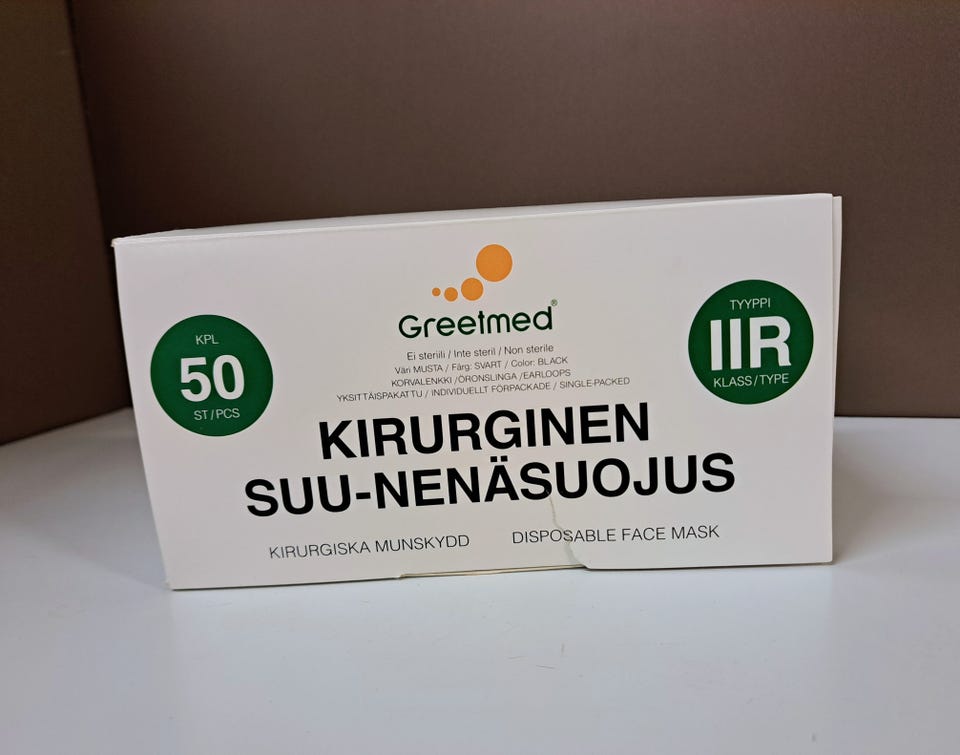 Greetmed®
Ei steriili / Inte steril / Non sterile
Väri MUSTA / Färg: SVART / Color: BLACK
KORVALENKKI /ÖRONSLINGA /EARLOOPS
YKSITTÄISPAKATTU / INDIVIDUELLT FÖRPACKADE / SINGLE-PACKED
KPL
50
ST/PCS
TYYPPI
IIR
KLASS/TYPE
KIRURGINEN
SUU-NENÄSUOJUS
KIRURGISKA MUNSKYDD DISPOSABLE FACE MASK